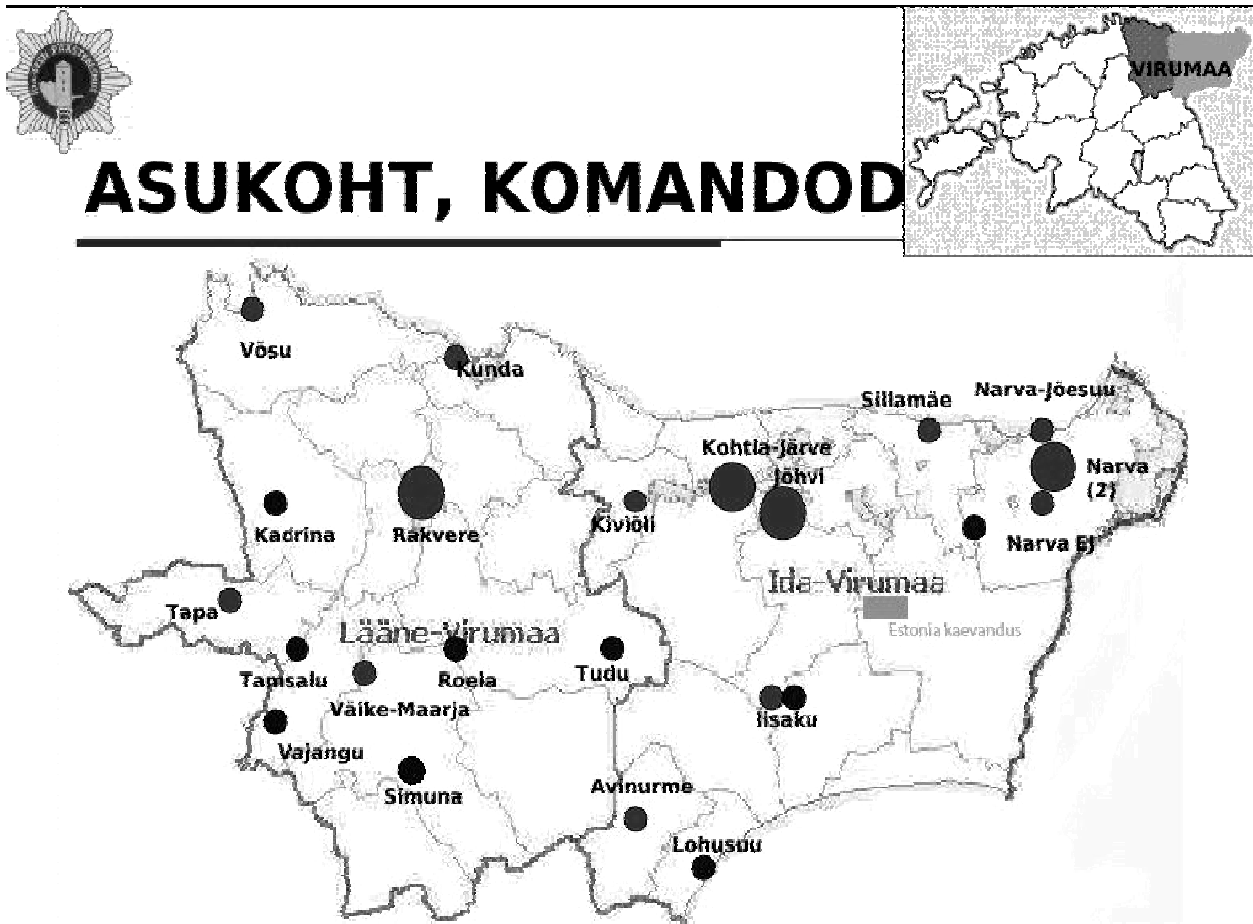 VIRUMAA
ASUKOHT, KOMANDOD
Võsu
Kunda
Sillamäe
Narva-Jõesuu
Kohtla-Järve
Jõhvi
Narva
(2)
Kadrina
Rakvere
Kiviõli
Narva EJ
Ida-Virumaa
Tapa
Lääne-Virumaa
Estonia kaevandus
Tamsalu
Roela
Tudu
Väike-Maarja
Iisaku
Vajangu
Simuna
Avinurme
Lohusuu